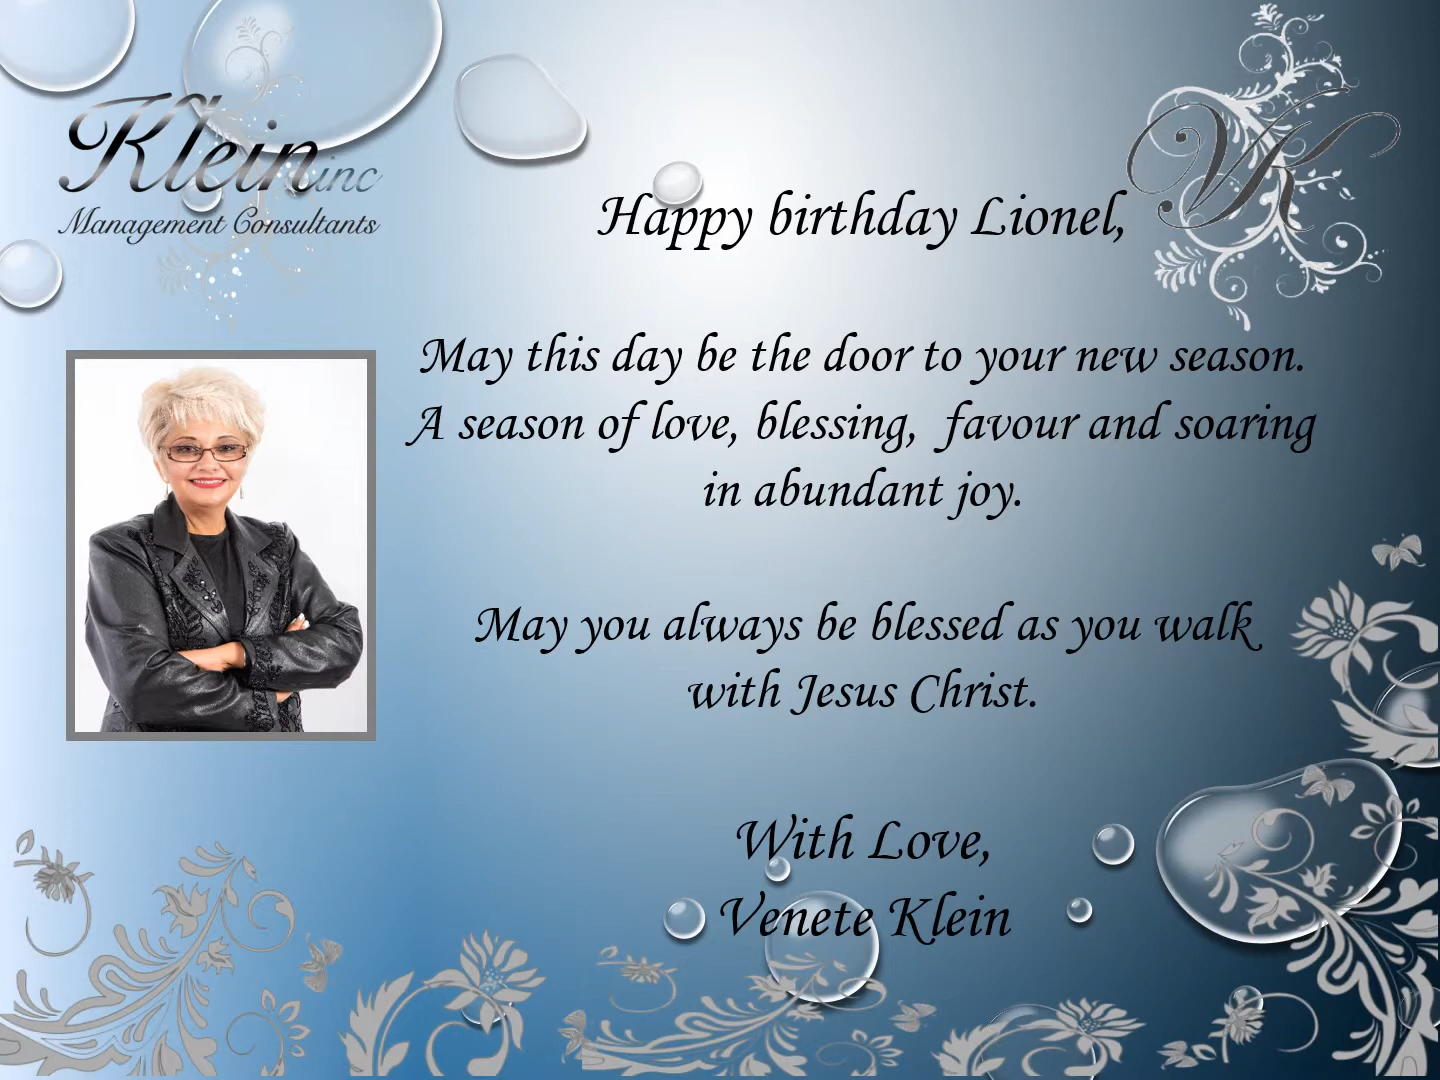 Klein inc
Management Consultants
VK
Happy birthday Lionel,
May this day be the door to your new season.
A season of love, blessing, favour and soaring
in abundant joy.
May you always be blessed as you walk
with Jesus Christ.
With Love,
Venete Klein